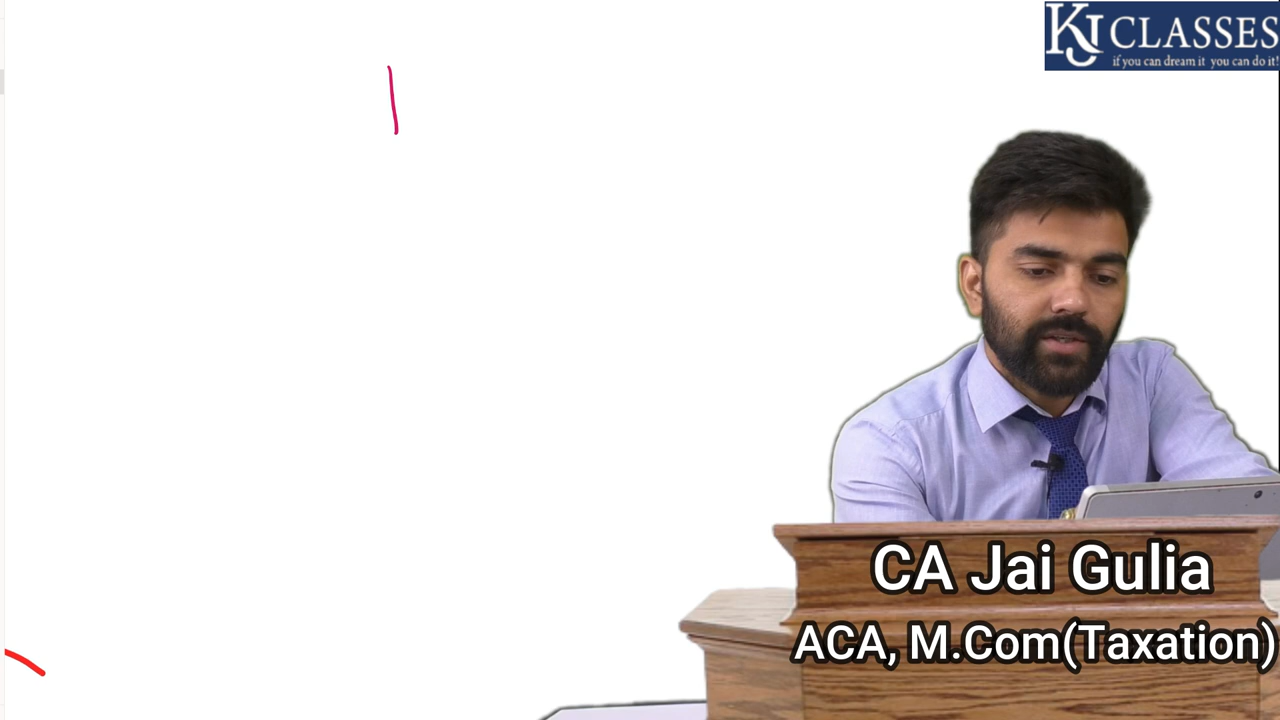 KJ CLASSES
if you can dream it you can do it!
CA Jai Gulia
ACA, M.Com(Taxation)